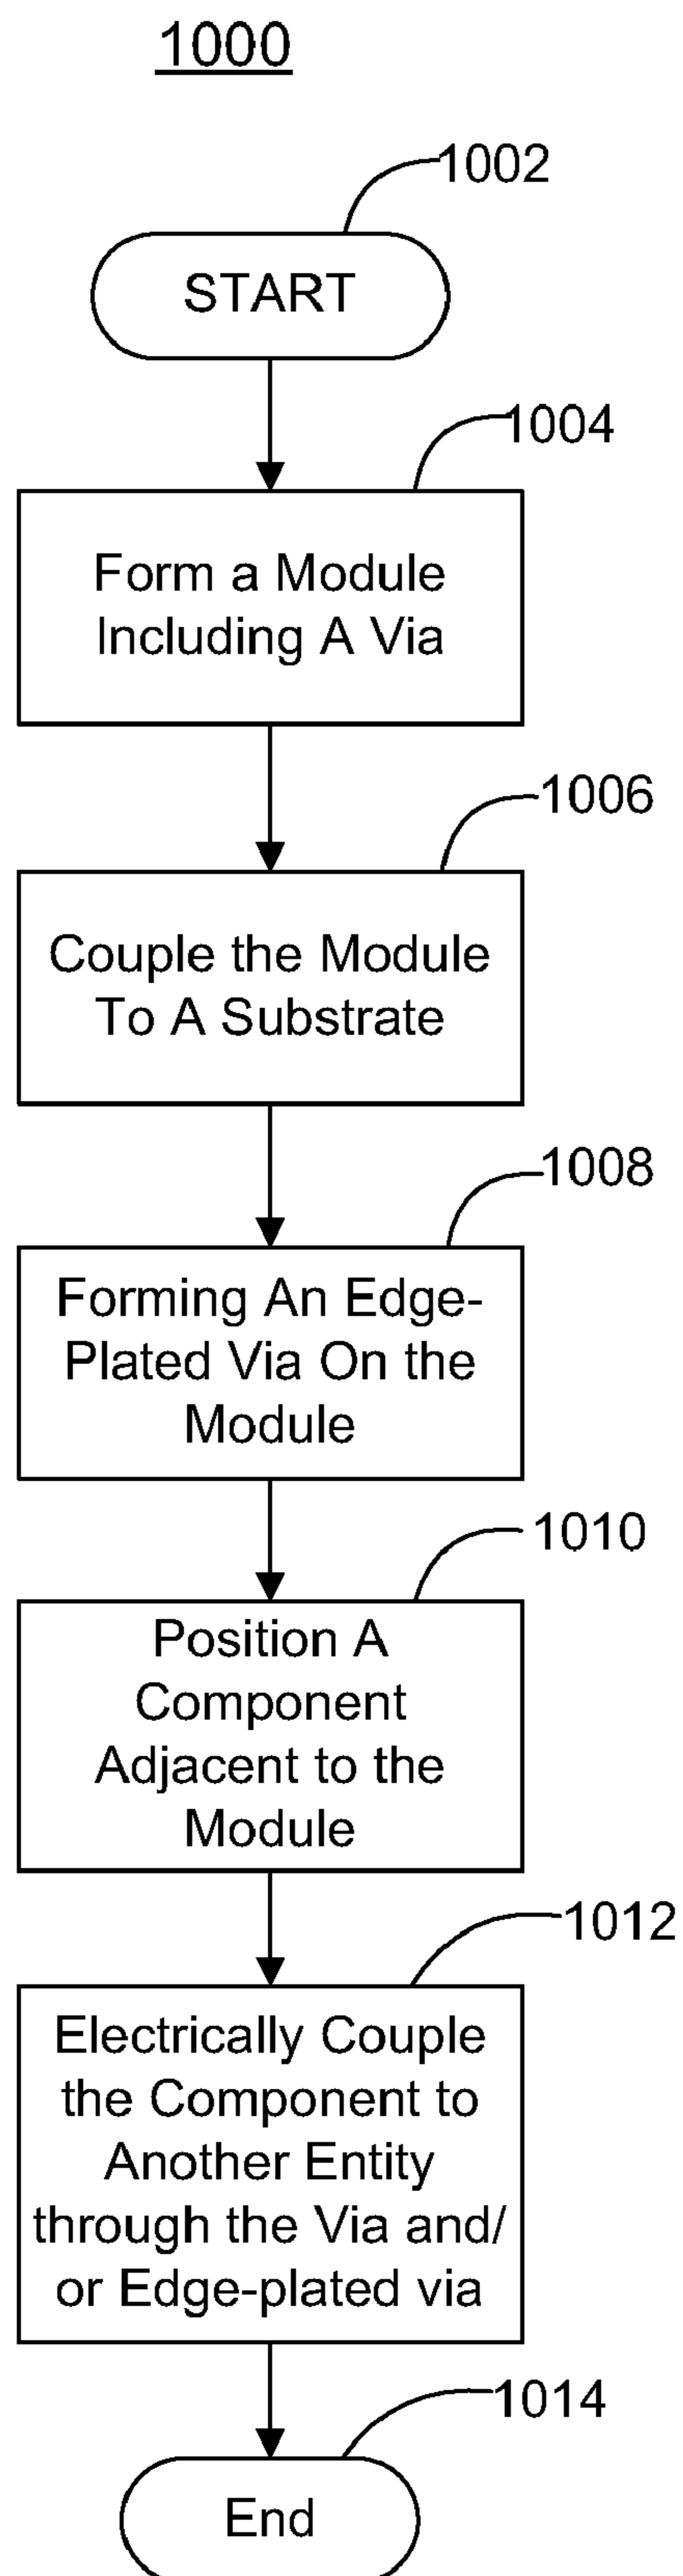 1000
1002
START
1004
Form a Module
Including A Via
1006
Couple the Module
To A Substrate
1008
Forming An Edge-
Plated Via On the
Module
1010
Position A
Component
Adjacent to the
Module
1012
Electrically Couple
the Component to
Another Entity
through the Via and/
or Edge-plated via
1014
End